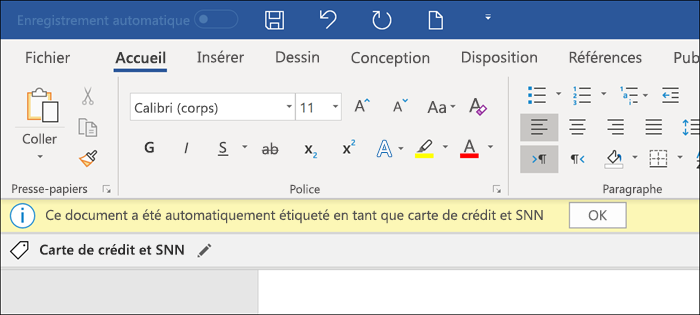 Enregistrement automatique
Fichier Accueil Insérer Dessin Conception Disposition Références Pub
Coller
Calibri (corps) 11 A A Aa A
G I S ab x₂ x² A A
Presse-papiers Police Paragraphe
Ce document a été automatiquement étiqueté en tant que carte de crédit et SNN OK
Carte de crédit et SNN